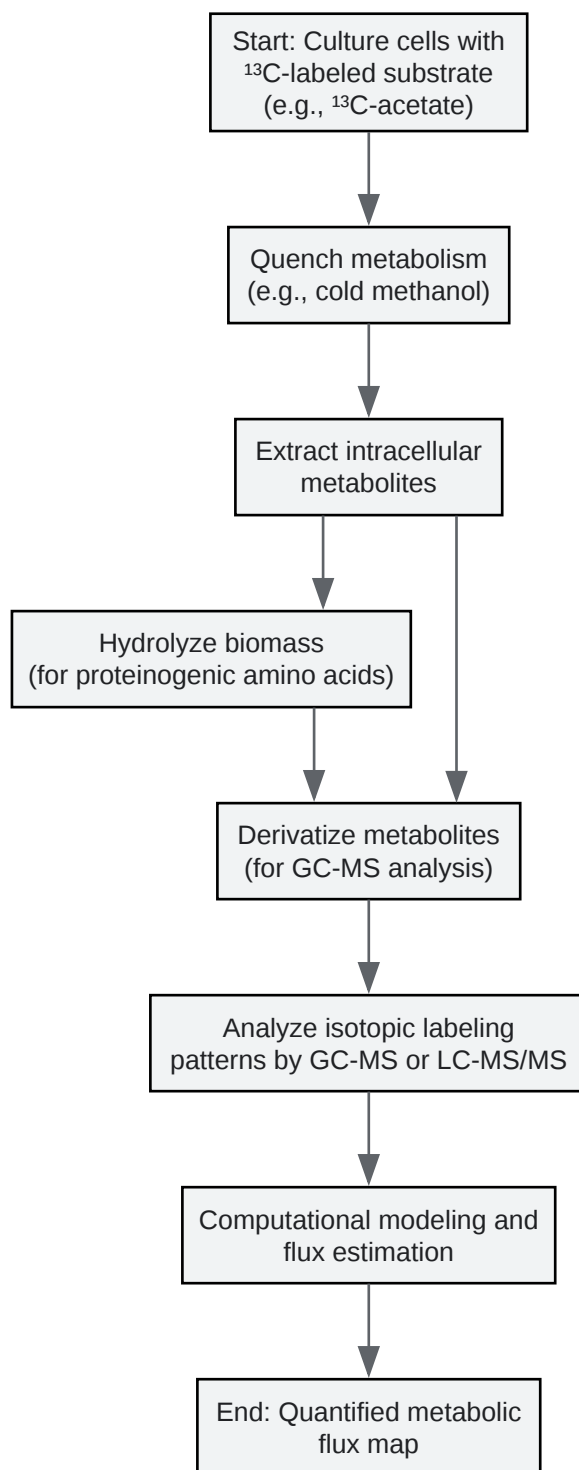 Start: Culture cells with
¹³C-labeled substrate
(e.g., ¹³C-acetate)
Quench metabolism
(e.g., cold methanol)
Extract intracellular
metabolites
Hydrolyze biomass
(for proteinogenic amino acids)
Derivatize metabolites
(for GC-MS analysis)
Analyze isotopic labeling
patterns by GC-MS or LC-MS/MS
Computational modeling and
flux estimation
End: Quantified metabolic
flux map